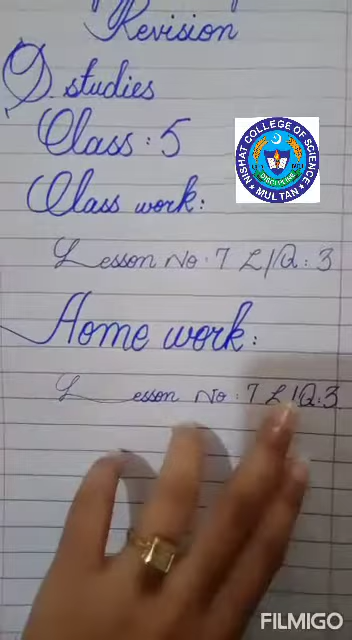 Revision
O. studies
Class : 5
NISHAT COLLEGE OF SCIENCE
DISCIPLINE
MULTAN
Class work:
Lesson No : 7 L/Q : 3
Home work:
Lesson No : 7 L/Q : 3
FILMIGO